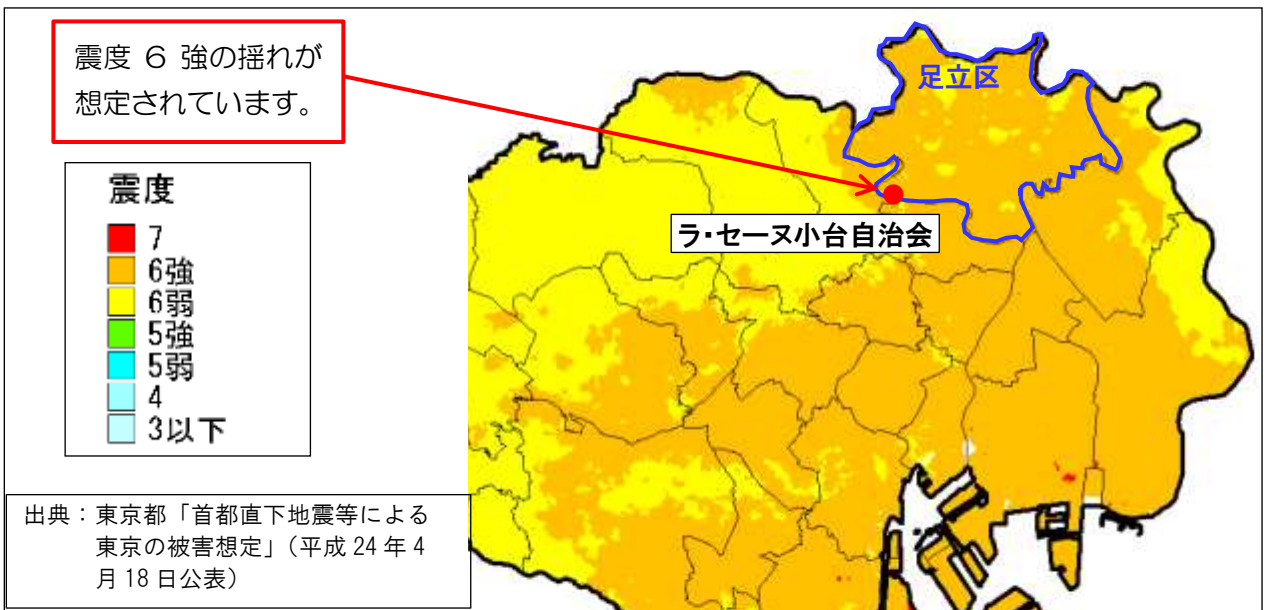 震度 6 強の揺れが
想定されています。
足立区
ラ・セーヌ小台自治会
震度
7
6強
6弱
5強
5弱
4
3以下
出典：東京都「首都直下地震等による
東京の被害想定」（平成 24 年 4
月 18 日公表）